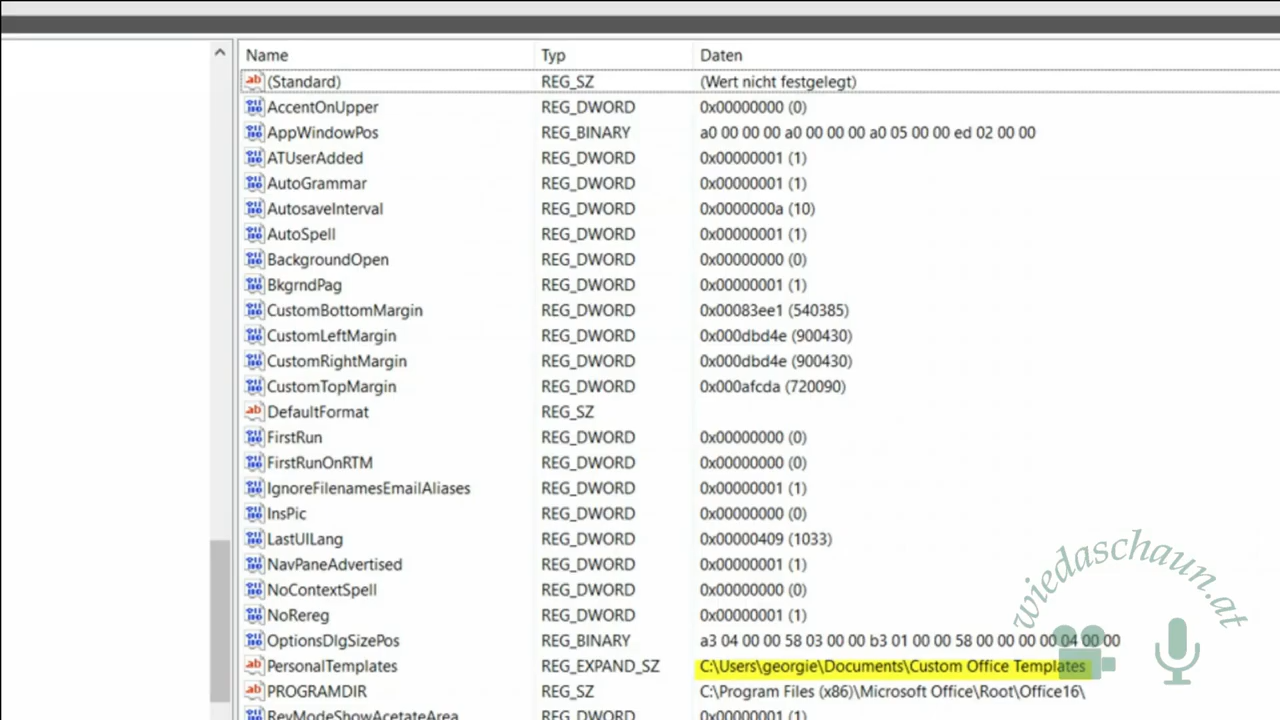 Name Typ Daten
(Standard) REG_SZ (Wert nicht festgelegt)
AccentOnUpper REG_DWORD 0x00000000 (0)
AppWindowPos REG_BINARY a0 00 00 00 a0 00 00 00 a0 05 00 00 ed 02 00 00
ATUserAdded REG_DWORD 0x00000001 (1)
AutoGrammar REG_DWORD 0x00000001 (1)
AutosaveInterval REG_DWORD 0x0000000a (10)
AutoSpell REG_DWORD 0x00000001 (1)
BackgroundOpen REG_DWORD 0x00000000 (0)
BkgrndPag REG_DWORD 0x00000001 (1)
CustomBottomMargin REG_DWORD 0x00083ee1 (540385)
CustomLeftMargin REG_DWORD 0x000dbd4e (900430)
CustomRightMargin REG_DWORD 0x000dbd4e (900430)
CustomTopMargin REG_DWORD 0x000afcda (720090)
DefaultFormat REG_SZ
FirstRun REG_DWORD 0x00000000 (0)
FirstRunOnRTM REG_DWORD 0x00000000 (0)
IgnoreFilenamesEmailAliases REG_DWORD 0x00000001 (1)
InsPic REG_DWORD 0x00000000 (0)
LastUILang REG_DWORD 0x00000409 (1033)
NavPaneAdvertised REG_DWORD 0x00000001 (1)
NoContextSpell REG_DWORD 0x00000000 (0)
NoRereg REG_DWORD 0x00000001 (1)
OptionsDlgSizePos REG_BINARY a3 04 00 00 58 03 00 00 b3 01 00 00 58 00 00 00 00 04 00 00
PersonalTemplates REG_EXPAND_SZ C:\Users\georgie\Documents\Custom Office Templates
PROGRAMDIR REG_SZ C:\Program Files (x86)\Microsoft Office\Root\Office16\
RevModeShowAcetateArea REG_DWORD 0x00000001 (1)
wiedaschaun.at